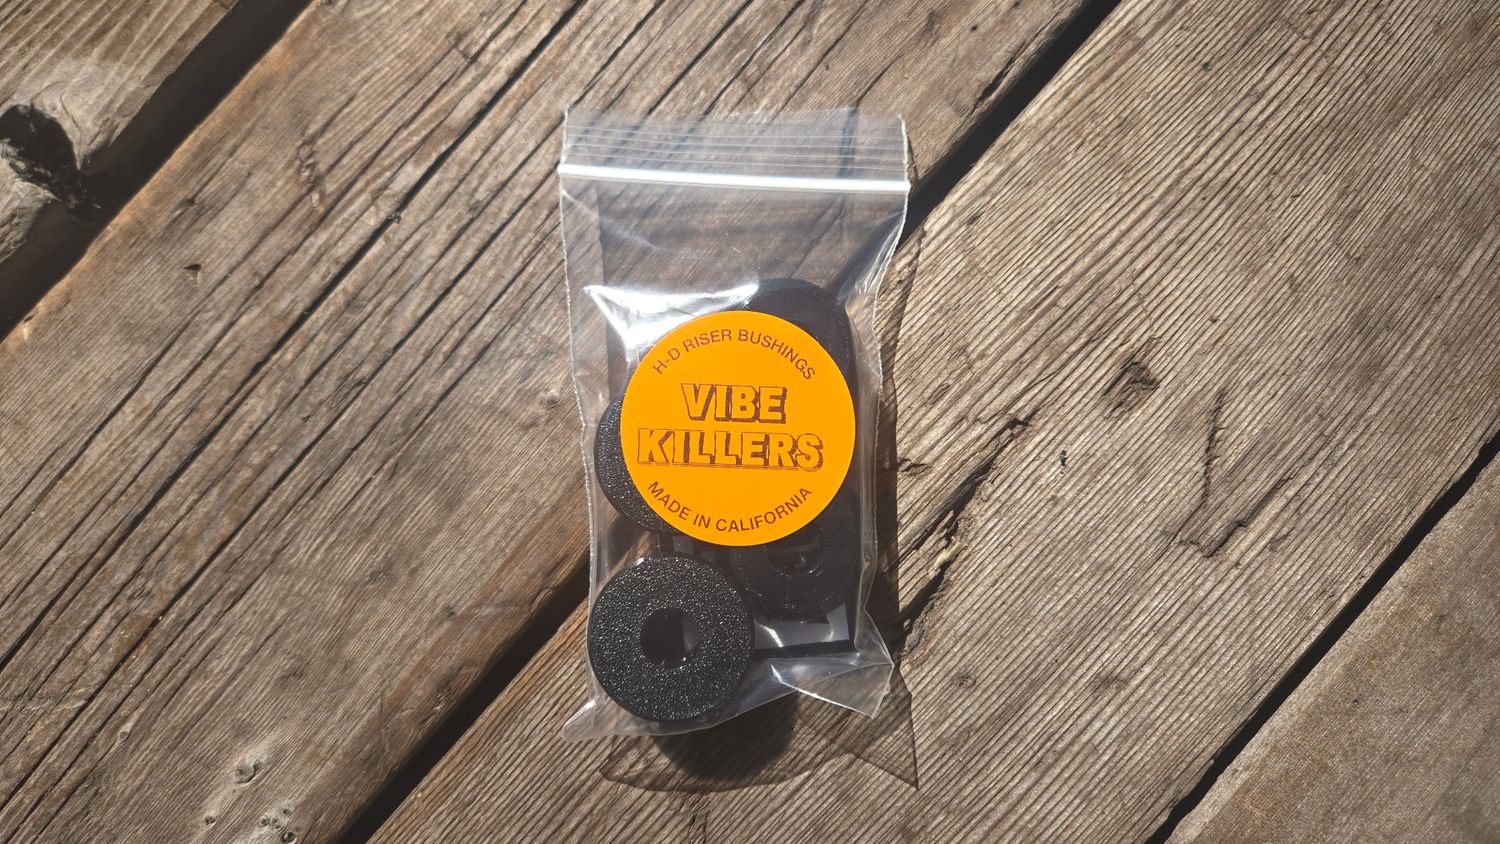 H-D RISER BUSHINGS
VIBE
KILLERS
MADE IN CALIFORNIA